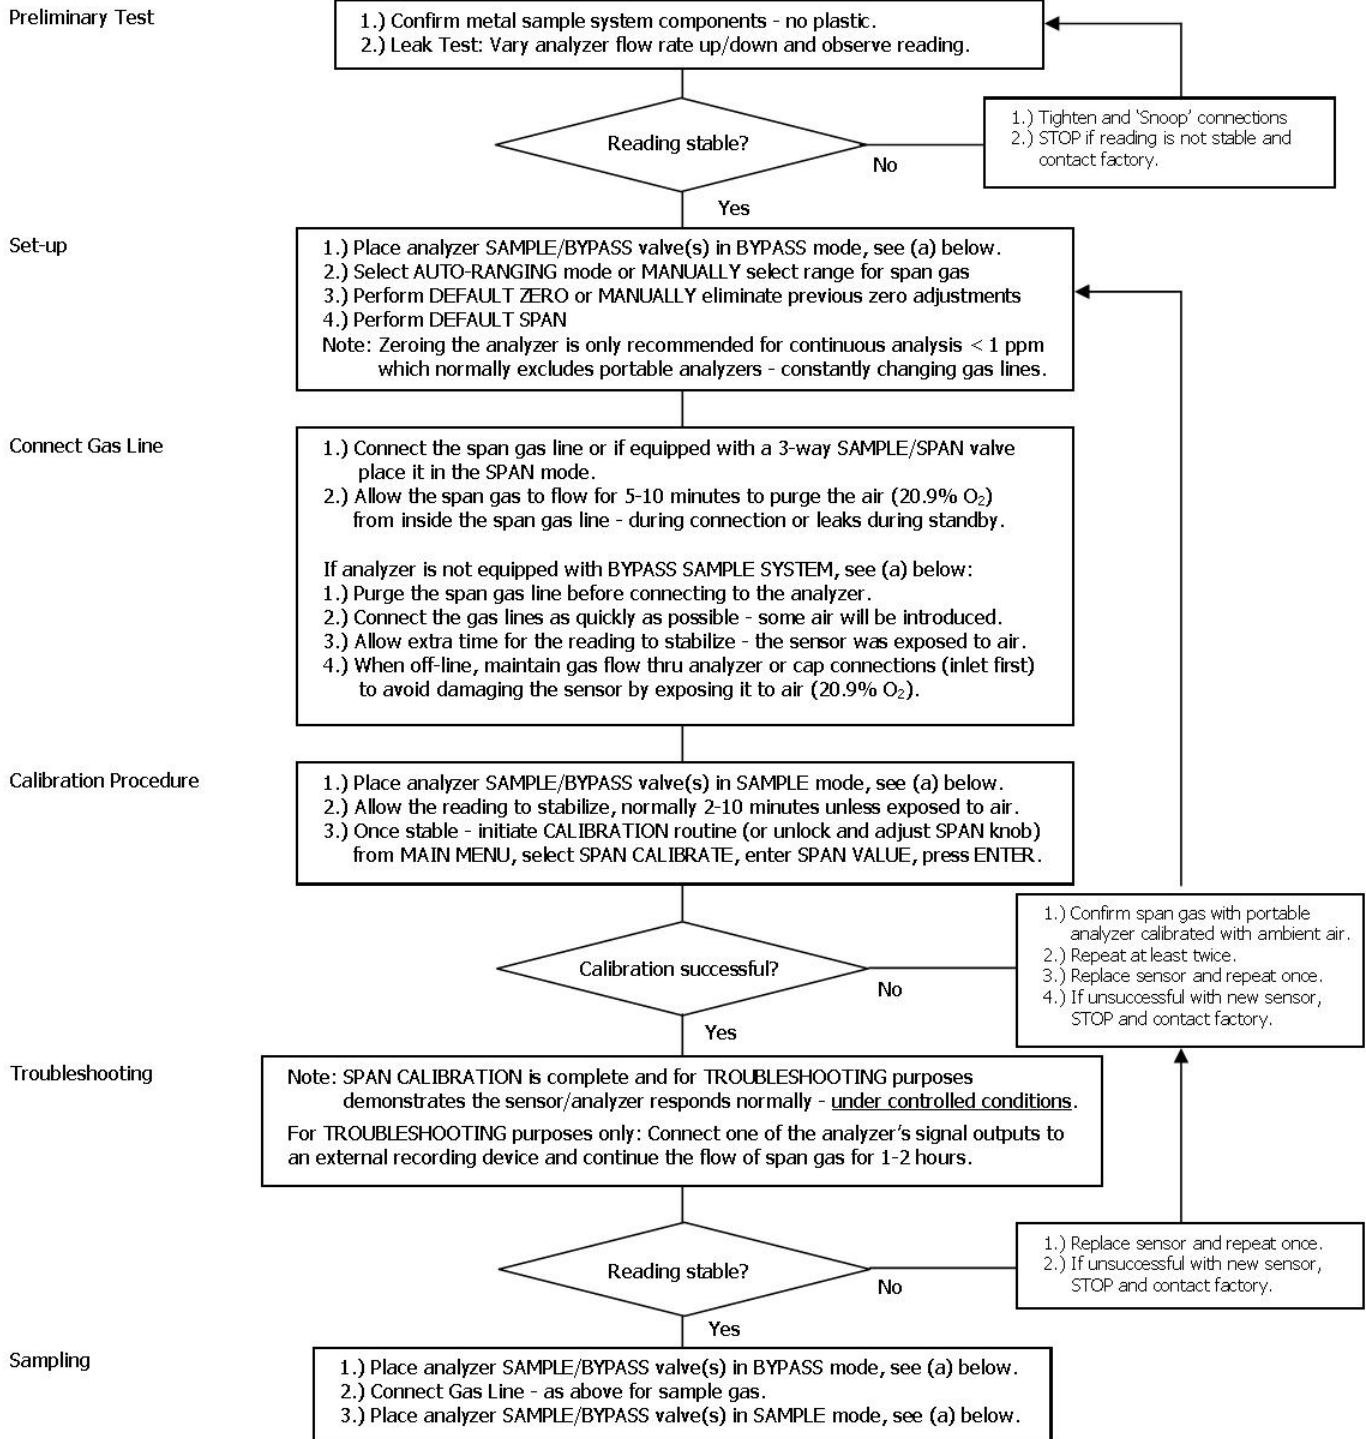 Preliminary Test
1.) Confirm metal sample system components - no plastic.
2.) Leak Test: Vary analyzer flow rate up/down and observe reading.
Reading stable?
No
1.) Tighten and 'Snoop' connections
2.) STOP if reading is not stable and
contact factory.
Yes
Set-up
1.) Place analyzer SAMPLE/BYPASS valve(s) in BYPASS mode, see (a) below.
2.) Select AUTO-RANGING mode or MANUALLY select range for span gas
3.) Perform DEFAULT ZERO or MANUALLY eliminate previous zero adjustments
4.) Perform DEFAULT SPAN
Note: Zeroing the analyzer is only recommended for continuous analysis < 1 ppm
which normally excludes portable analyzers - constantly changing gas lines.
Connect Gas Line
1.) Connect the span gas line or if equipped with a 3-way SAMPLE/SPAN valve
place it in the SPAN mode.
2.) Allow the span gas to flow for 5-10 minutes to purge the air (20.9% O₂)
from inside the span gas line - during connection or leaks during standby.
If analyzer is not equipped with BYPASS SAMPLE SYSTEM, see (a) below:
1.) Purge the span gas line before connecting to the analyzer.
2.) Connect the gas lines as quickly as possible - some air will be introduced.
3.) Allow extra time for the reading to stabilize - the sensor was exposed to air.
4.) When off-line, maintain gas flow thru analyzer or cap connections (inlet first)
to avoid damaging the sensor by exposing it to air (20.9% O₂).
Calibration Procedure
1.) Place analyzer SAMPLE/BYPASS valve(s) in SAMPLE mode, see (a) below.
2.) Allow the reading to stabilize, normally 2-10 minutes unless exposed to air.
3.) Once stable - initiate CALIBRATION routine (or unlock and adjust SPAN knob)
from MAIN MENU, select SPAN CALIBRATE, enter SPAN VALUE, press ENTER.
Calibration successful?
No
1.) Confirm span gas with portable
analyzer calibrated with ambient air.
2.) Repeat at least twice.
3.) Replace sensor and repeat once.
4.) If unsuccessful with new sensor,
STOP and contact factory.
Yes
Troubleshooting
Note: SPAN CALIBRATION is complete and for TROUBLESHOOTING purposes
demonstrates the sensor/analyzer responds normally - under controlled conditions.
For TROUBLESHOOTING purposes only: Connect one of the analyzer's signal outputs to
an external recording device and continue the flow of span gas for 1-2 hours.
Reading stable?
No
1.) Replace sensor and repeat once.
2.) If unsuccessful with new sensor,
STOP and contact factory.
Yes
Sampling
1.) Place analyzer SAMPLE/BYPASS valve(s) in BYPASS mode, see (a) below.
2.) Connect Gas Line - as above for sample gas.
3.) Place analyzer SAMPLE/BYPASS valve(s) in SAMPLE mode, see (a) below.